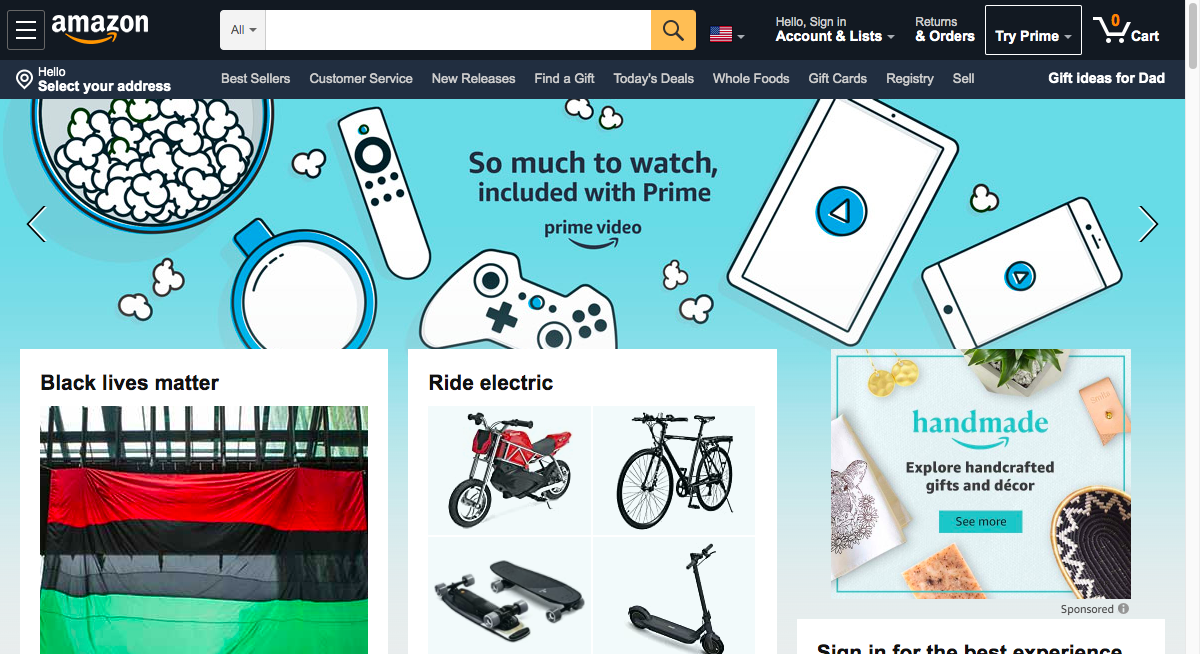 amazon
All
Hello, Sign in
Account & Lists
Returns
& Orders
Try Prime
0
Cart
Hello
Select your address
Best Sellers
Customer Service
New Releases
Find a Gift
Today's Deals
Whole Foods
Gift Cards
Registry
Sell
Gift ideas for Dad
So much to watch,
included with Prime
prime video
Black lives matter
Ride electric
handmade
Explore handcrafted
gifts and décor
See more
Sponsored
Sign in for the best experience